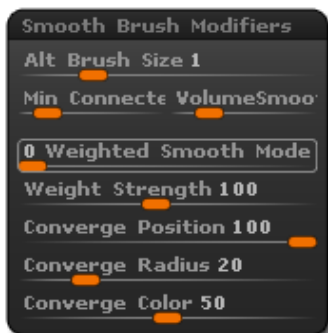 Smooth Brush Modifiers
Alt Brush Size 1
Min Connecte VolumeSmoo
0 Weighted Smooth Mode
Weight Strength 100
Converge Position 100
Converge Radius 20
Converge Color 50